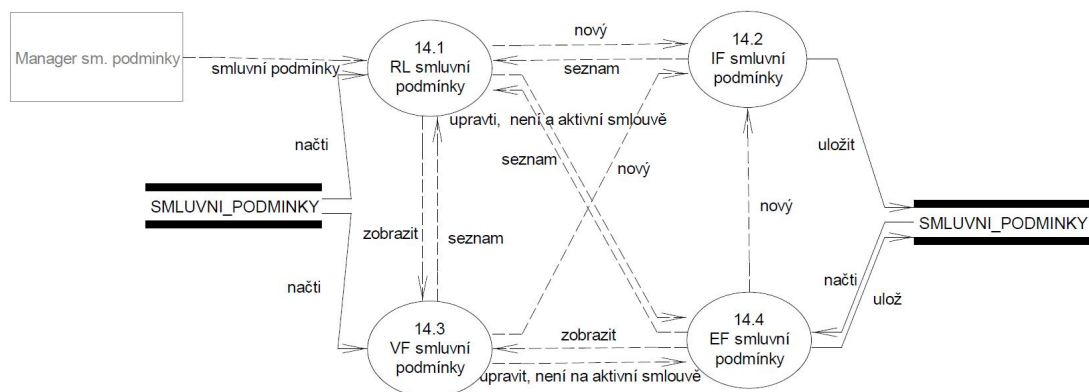 Manager sm. podminky
smluvní podmínky
14.1
RL smluvní
podmínky
nový
seznam
14.2
IF smluvní
podmínky
načti
upravti, není a aktivní smlouvě
seznam
nový
uložit
SMLUVNI_PODMINKY
zobrazit
seznam
nový
SMLUVNI_PODMINKY
načti
načti
ulož
14.3
VF smluvní
podmínky
zobrazit
upravit, není na aktivní smlouvě
14.4
EF smluvní
podmínky